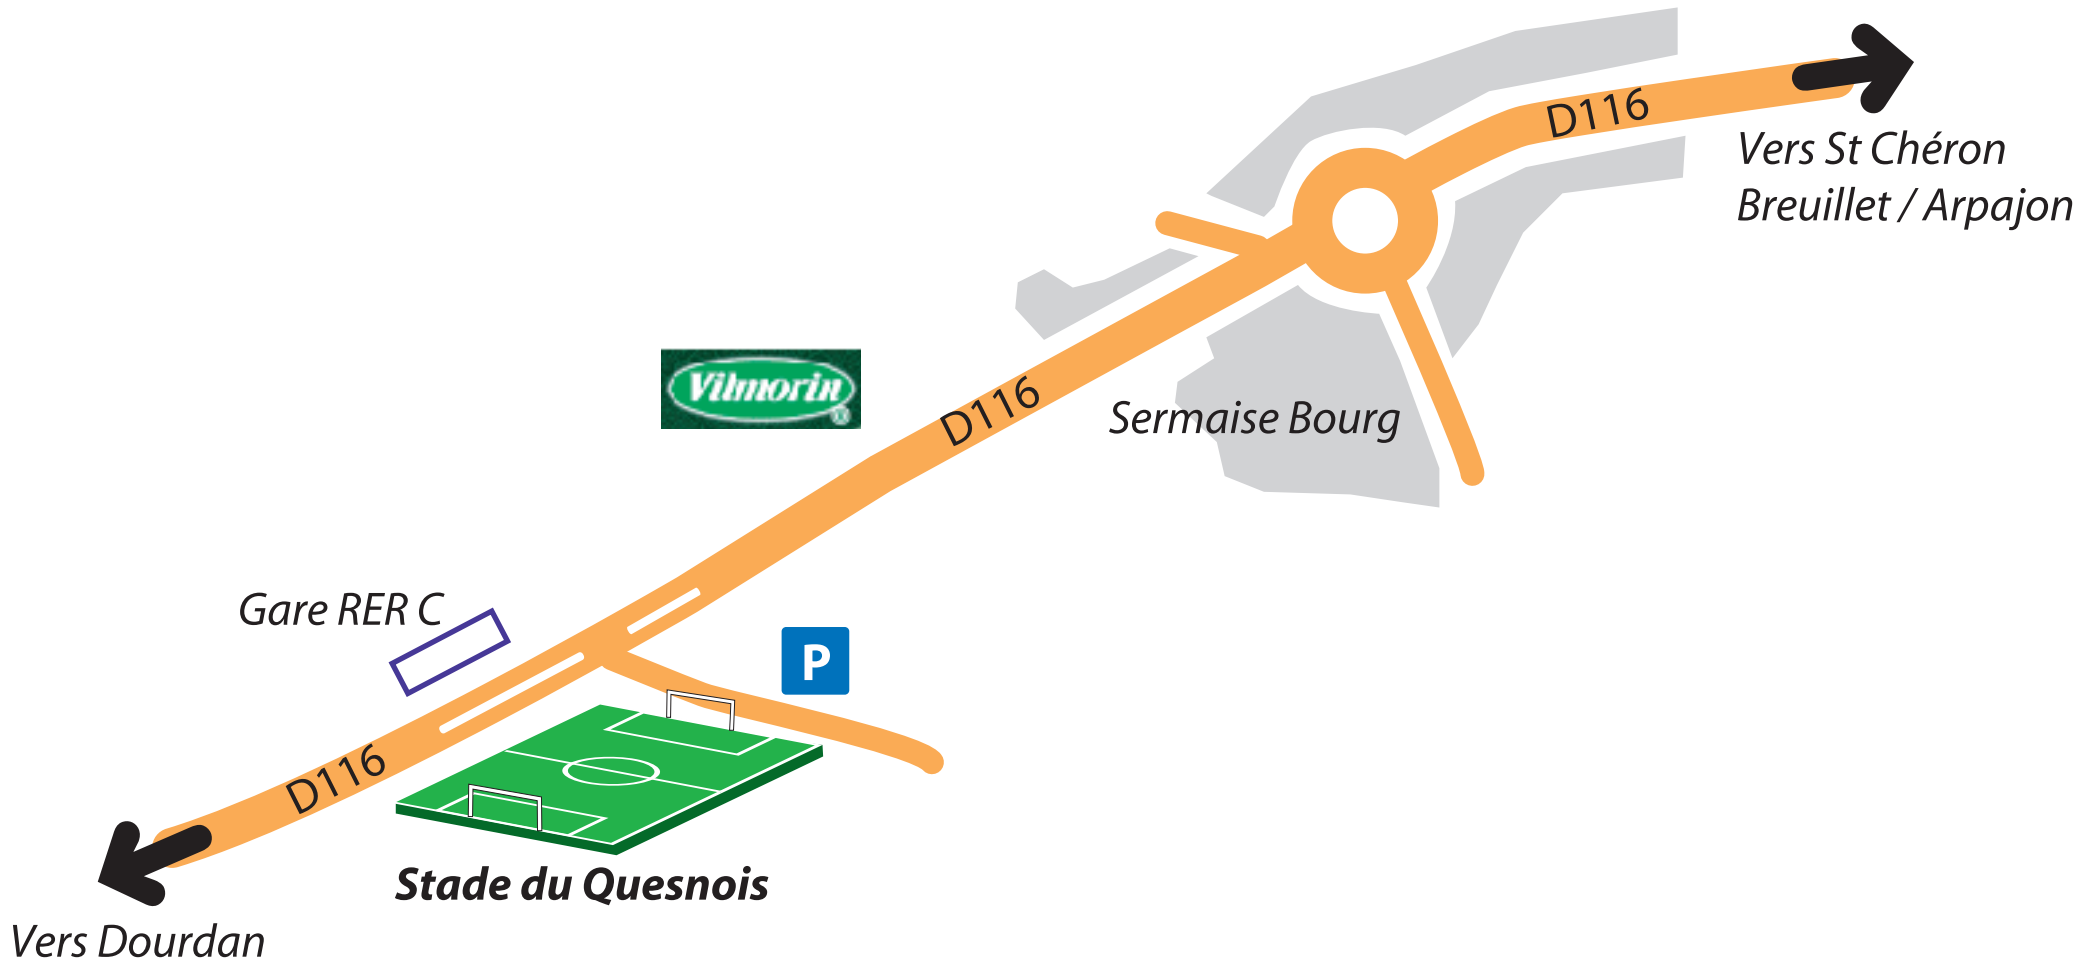 D116
Vers St Chéron
Breuillet / Arpajon
Vilmorin
D116
Sermaise Bourg
Gare RER C
P
D116
Stade du Quesnois
Vers Dourdan